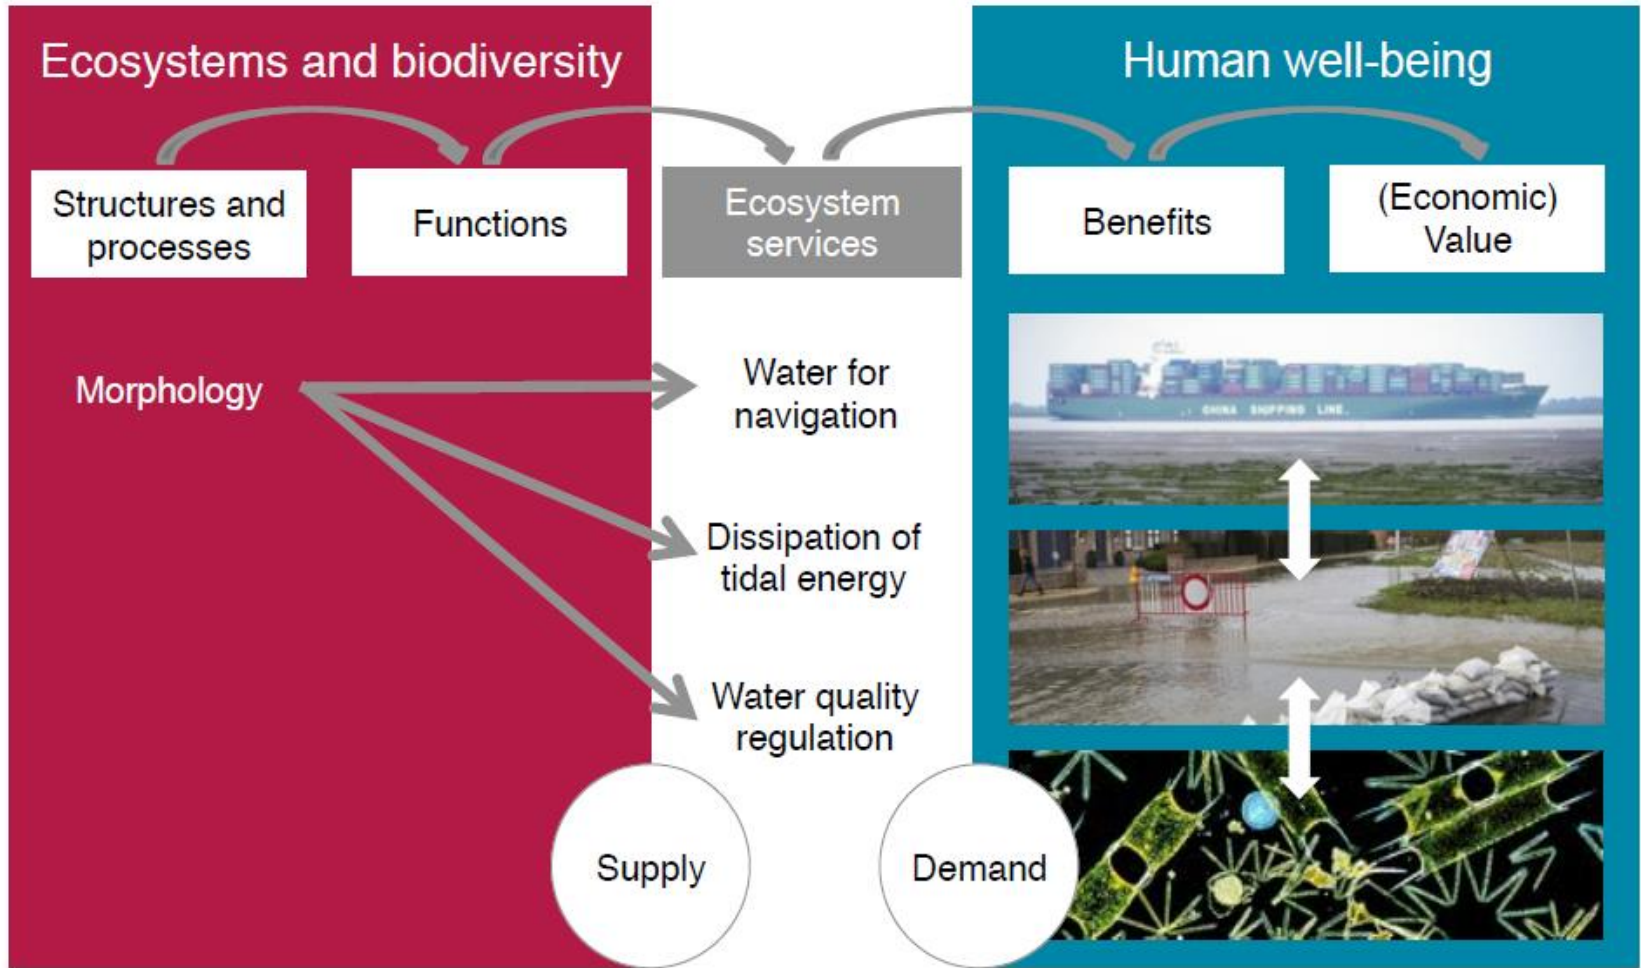 Ecosystems and biodiversity
Human well-being
Structures and
processes
Functions
Ecosystem
services
Benefits
(Economic)
Value
Morphology
Water for
navigation
CHINA SHIPPING LINE.
Dissipation of
tidal energy
Water quality
regulation
Supply
Demand